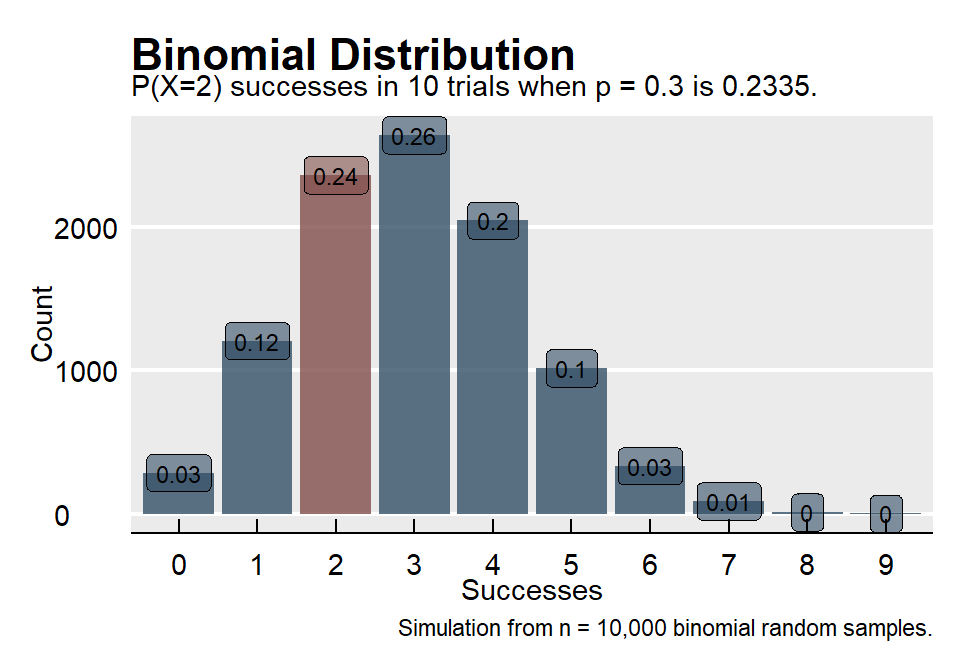 Binomial Distribution
P(X=2) successes in 10 trials when p = 0.3 is 0.2335.
0.26
0.24
2000
0.2
Count
0.12
1000
0.1
0.03
0.03
0.01
0
0
0
0 1 2 3 4 5 6 7 8 9
Successes
Simulation from n = 10,000 binomial random samples.